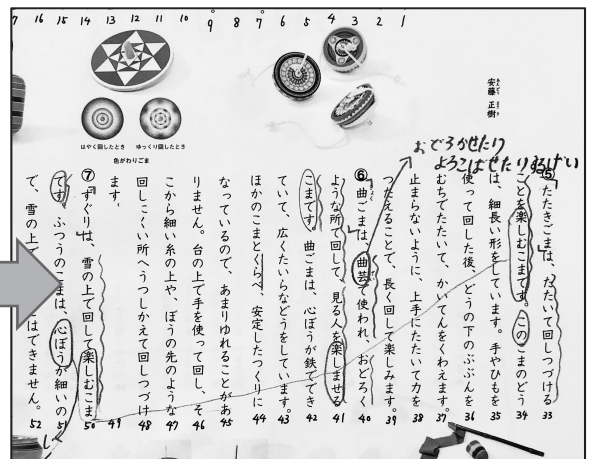 1 2 3 4 5 6 7 8 9 10 11 12 13 14 15 16
安藤 正樹
おどろかせたり
よろこばせたりするげい
⑤たたきごまは、たたいて回しつづける 33
ことを楽しむこまです。このこまのどう 34
は、細長い形をしています。手やひもを 35
使って回した後、どうの下のぶぶんを 36
むちでたたいて、かいてんをくわえます。 37
止まらないように、上手にたたいて力を 38
つたえることで、長く回して楽しみます。 39
⑥曲ごまは、曲芸で使われ、おどろく 40
ような所で回して、見る人を楽しませる 41
こまです。曲ごまは、心ぼうが鉄ででき 42
ていて、広くたいらなどうをしています。 43
ほかのこまとくらべ、安定したつくりに 44
なっているので、あまりゆれることがあ 45
りません。台の上で手を使って回し、そ 46
こから細い糸の上や、ぼうの先のような 47
回しにくい所へうつしかえて回しつづけ 48
ます。 49
はやく回したとき
ゆっくり回したとき
色がわりごま
⑦ずぐりは、雪の上で回して楽しむこま 50
です。ふつうのこまは、心ぼうが細いの 51
で、雪の上で はできません。 52